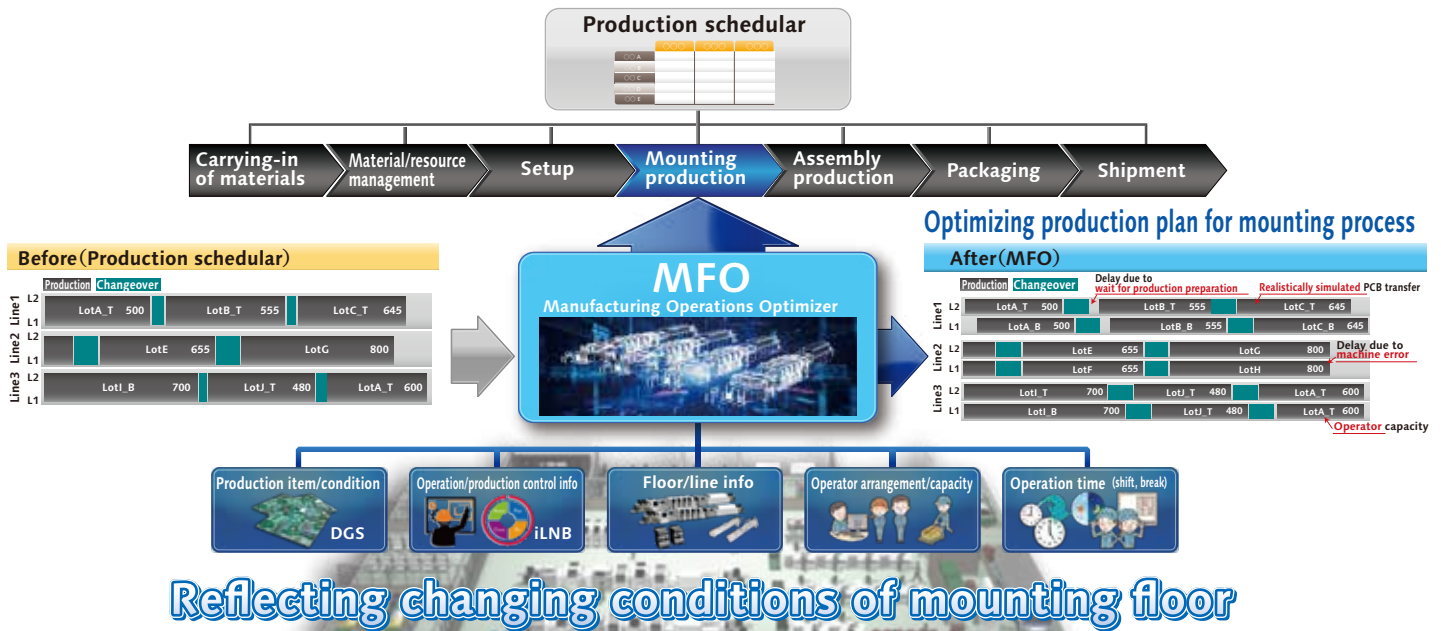 Production schedular
○○○ ○○○ ○○○
○○ A
○○ B
○○ C
○○ D
○○ E
Carrying-in
of materials
Material/resource
management
Setup
Mounting
production
Assembly
production
Packaging
Shipment
Optimizing production plan for mounting process
Before(Production schedular)
Production Changeover
Line1
L2
L1
LotA_T 500 LotB_T 555 LotC_T 645
Line2
L2
L1
LotE 655 LotG 800
Line3
L2
L1
LotI_B 700 LotJ_T 480 LotA_T 600
MFO
Manufacturing Operations Optimizer
After(MFO)
Production Changeover
Delay due to
wait for production preparation
Realistically simulated PCB transfer
Line1
L2 LotA_T 500 LotB_T 555 LotC_T 645
L1 LotA_B 500 LotB_B 555 LotC_B 645
Line2
L2 LotE 655 LotG 800
L1 LotF 655 LotH 800
Delay due to
machine error
Line3
L2 LotI_T 700 LotJ_T 480 LotA_T 600
L1 LotI_B 700 LotJ_T 480 LotA_T 600
Operator capacity
Production item/condition
DGS
Operation/production control info
iLNB
Floor/line info
Operator arrangement/capacity
Operation time (shift, break)
Reflecting changing conditions of mounting floor